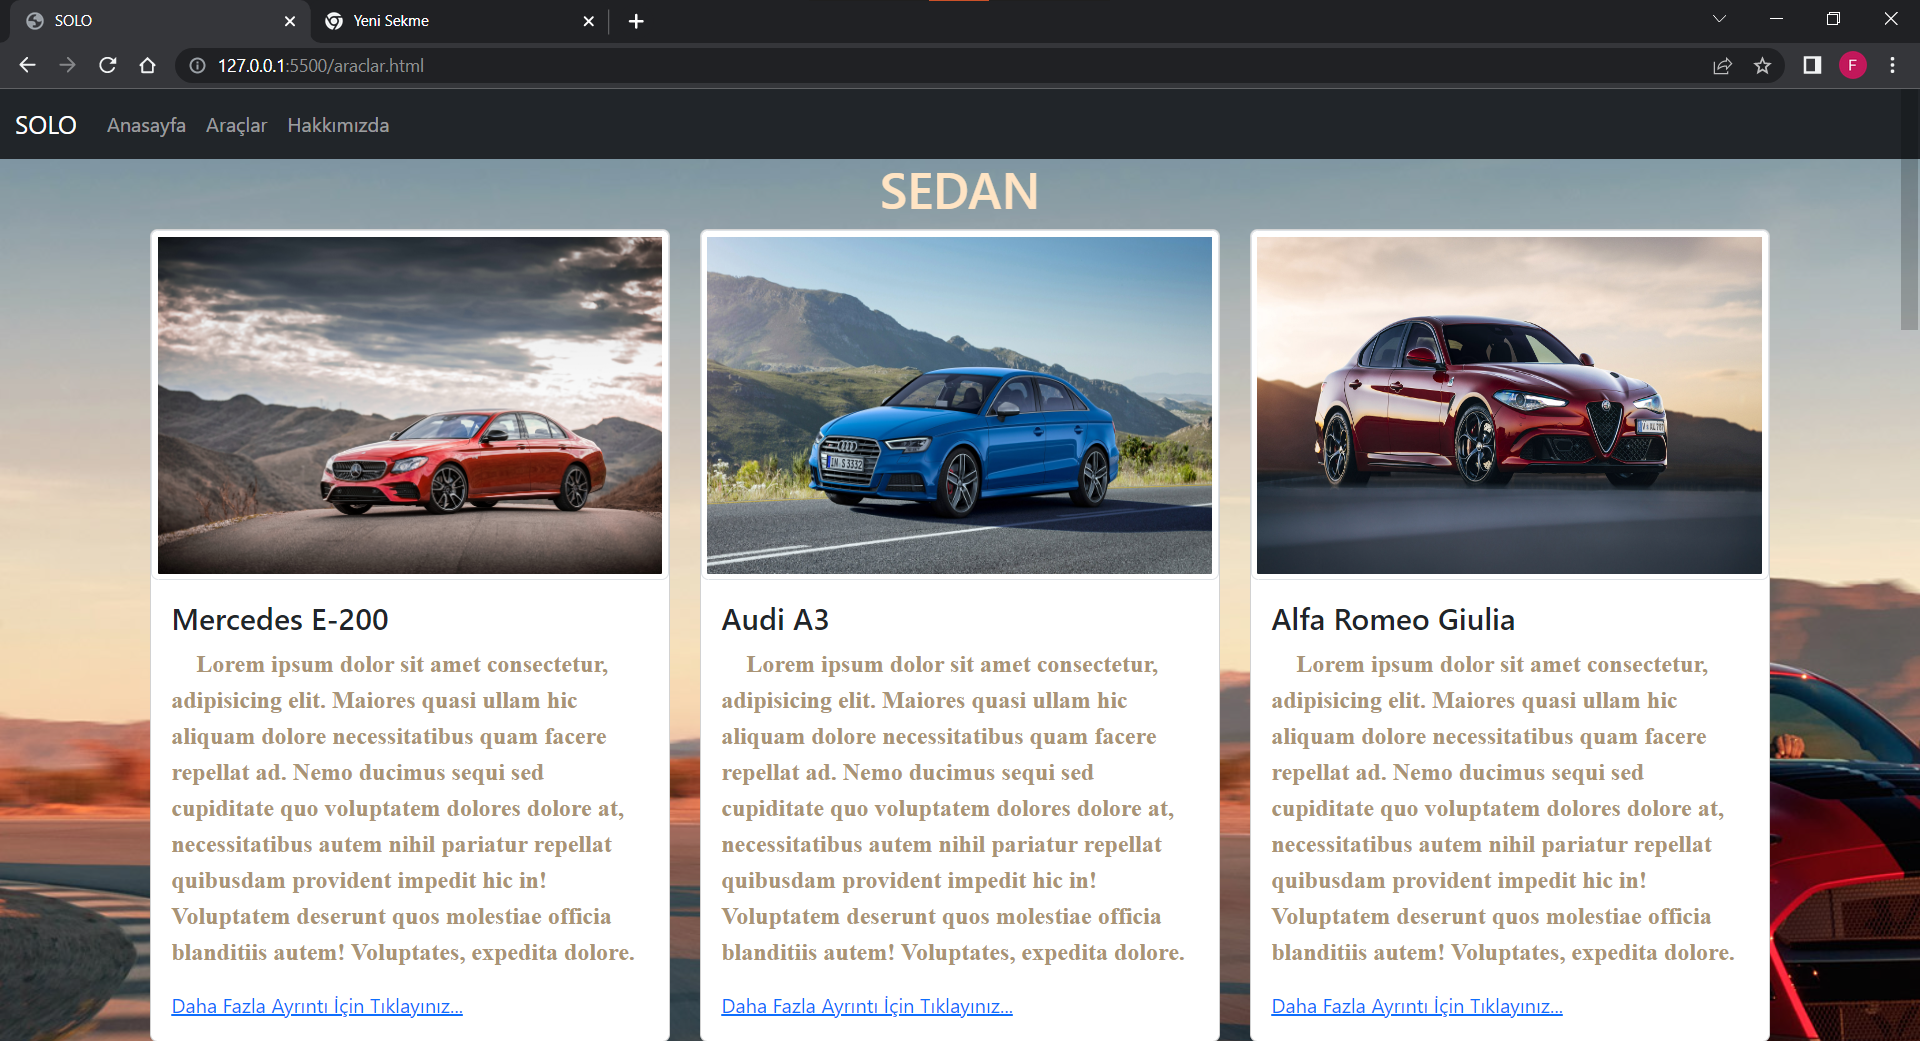 SOLO
Yeni Sekme
127.0.0.1:5500/araclar.html
F
SOLO Anasayfa Araçlar Hakkımızda
SEDAN
IN S 3332
Mercedes E-200
Lorem ipsum dolor sit amet consectetur,
adipisicing elit. Maiores quasi ullam hic
aliquam dolore necessitatibus quam facere
repellat ad. Nemo ducimus sequi sed
cupiditate quo voluptatem dolores dolore at,
necessitatibus autem nihil pariatur repellat
quibusdam provident impedit hic in!
Voluptatem deserunt quos molestiae officia
blanditiis autem! Voluptates, expedita dolore.
Daha Fazla Ayrıntı İçin Tıklayınız...
Audi A3
Lorem ipsum dolor sit amet consectetur,
adipisicing elit. Maiores quasi ullam hic
aliquam dolore necessitatibus quam facere
repellat ad. Nemo ducimus sequi sed
cupiditate quo voluptatem dolores dolore at,
necessitatibus autem nihil pariatur repellat
quibusdam provident impedit hic in!
Voluptatem deserunt quos molestiae officia
blanditiis autem! Voluptates, expedita dolore.
Daha Fazla Ayrıntı İçin Tıklayınız...
Alfa Romeo Giulia
Lorem ipsum dolor sit amet consectetur,
adipisicing elit. Maiores quasi ullam hic
aliquam dolore necessitatibus quam facere
repellat ad. Nemo ducimus sequi sed
cupiditate quo voluptatem dolores dolore at,
necessitatibus autem nihil pariatur repellat
quibusdam provident impedit hic in!
Voluptatem deserunt quos molestiae officia
blanditiis autem! Voluptates, expedita dolore.
Daha Fazla Ayrıntı İçin Tıklayınız...